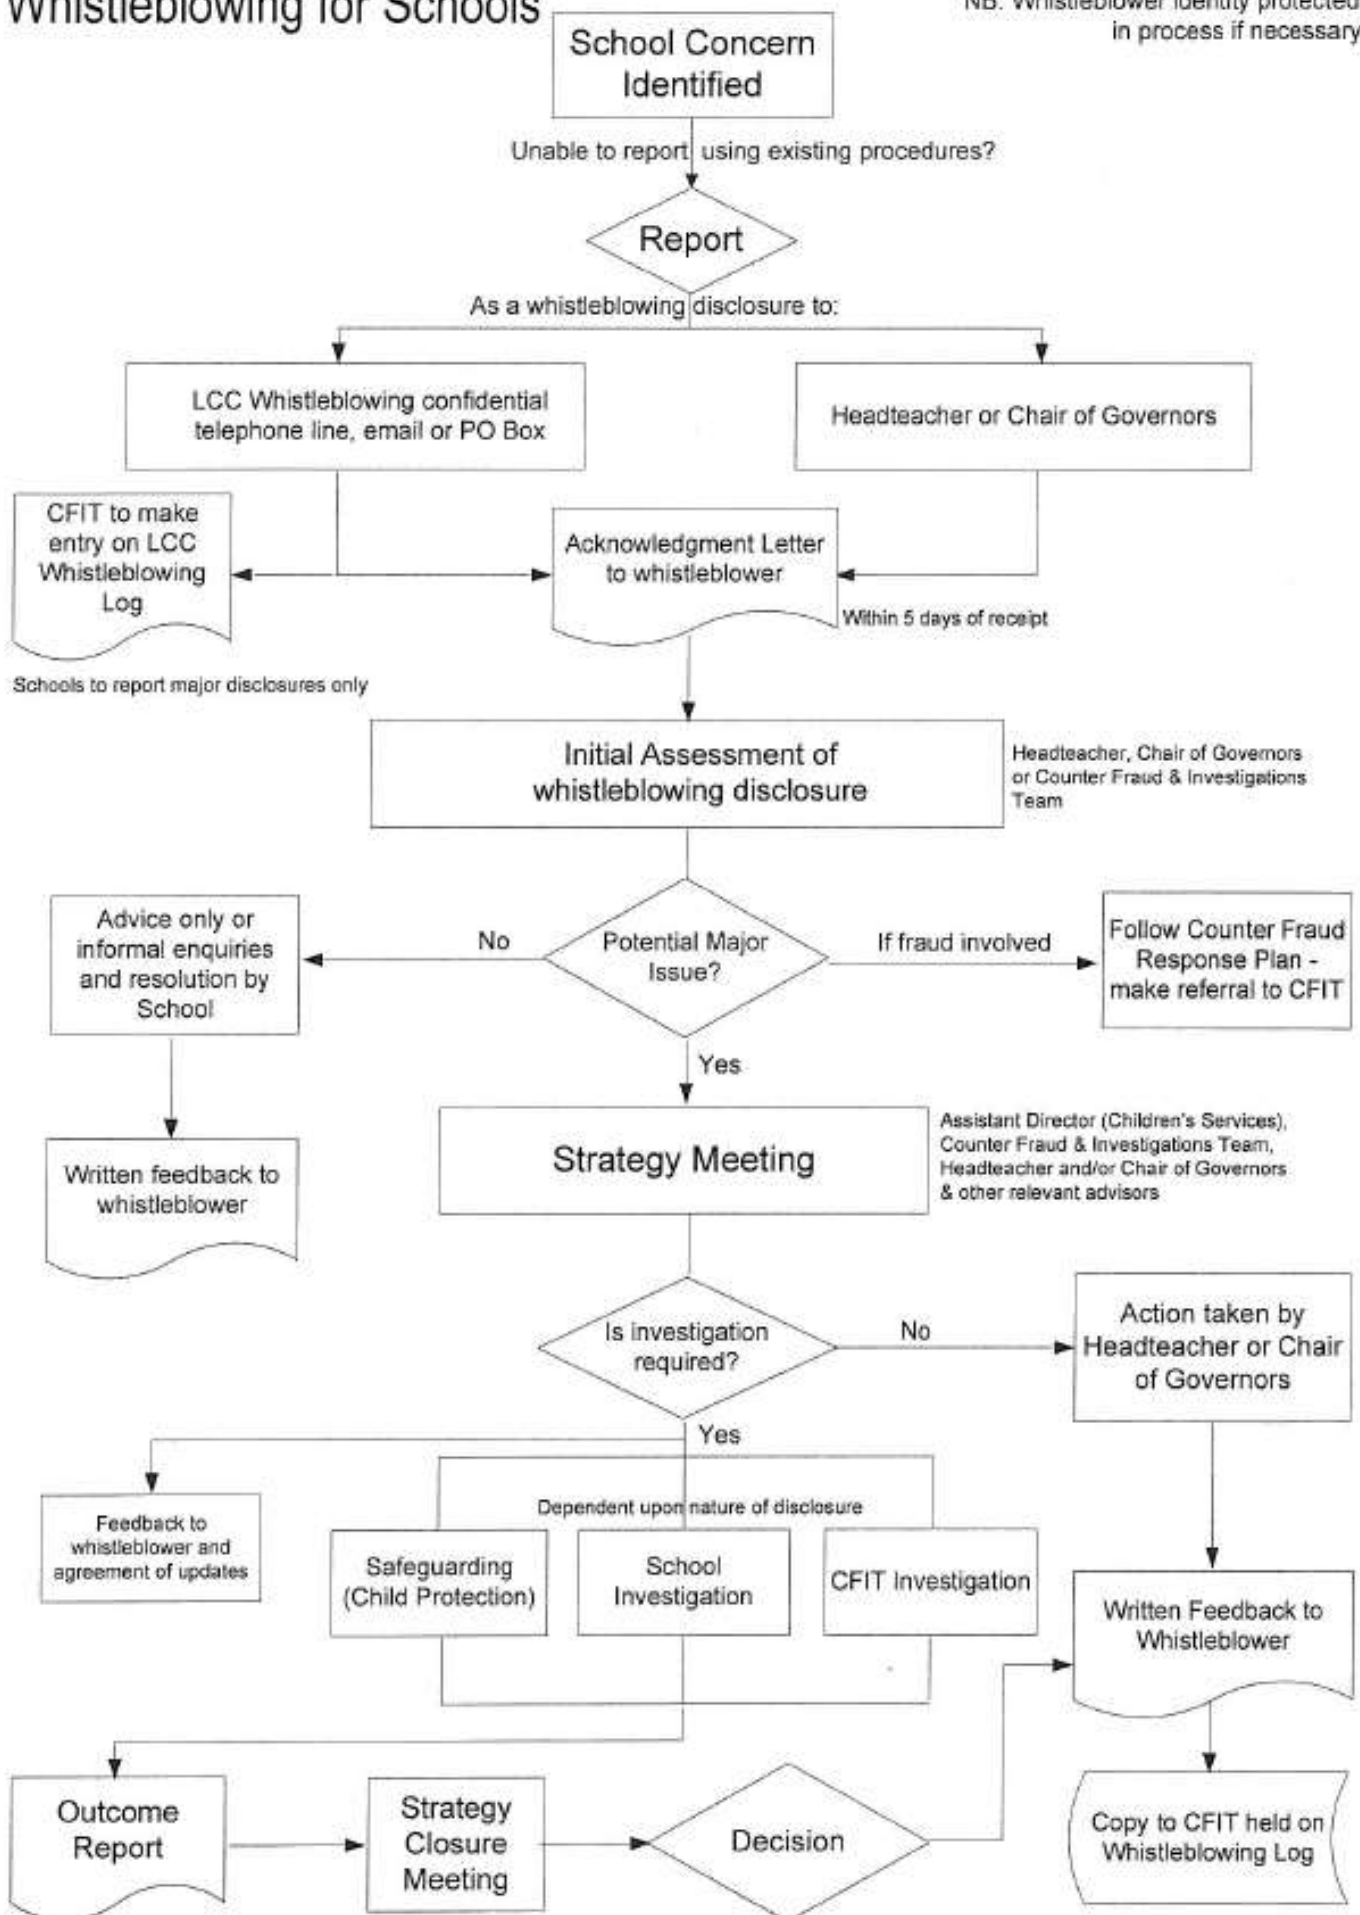 Whistleblowing for Schools
NB. Whistleblower identity protected
in process if necessary
School Concern
Identified
Unable to report using existing procedures?
Report
As a whistleblowing disclosure to:
LCC Whistleblowing confidential
telephone line, email or PO Box
Headteacher or Chair of Governors
CFIT to make
entry on LCC
Whistleblowing
Log
Acknowledgment Letter
to whistleblower
Within 5 days of receipt
Schools to report major disclosures only
Initial Assessment of
whistleblowing disclosure
Headteacher, Chair of Governors
or Counter Fraud & Investigations
Team
Advice only or
informal enquiries
and resolution by
School
No
Potential Major
Issue?
If fraud involved
Follow Counter Fraud
Response Plan -
make referral to CFIT
Yes
Written feedback to
whistleblower
Strategy Meeting
Assistant Director (Children's Services),
Counter Fraud & Investigations Team,
Headteacher and/or Chair of Governors
& other relevant advisors
Is investigation
required?
No
Action taken by
Headteacher or Chair
of Governors
Yes
Feedback to
whistleblower and
agreement of updates
Dependent upon nature of disclosure
Safeguarding
(Child Protection)
School
Investigation
CFIT Investigation
Written Feedback to
Whistleblower
Outcome
Report
Strategy
Closure
Meeting
Decision
Copy to CFIT held on
Whistleblowing Log